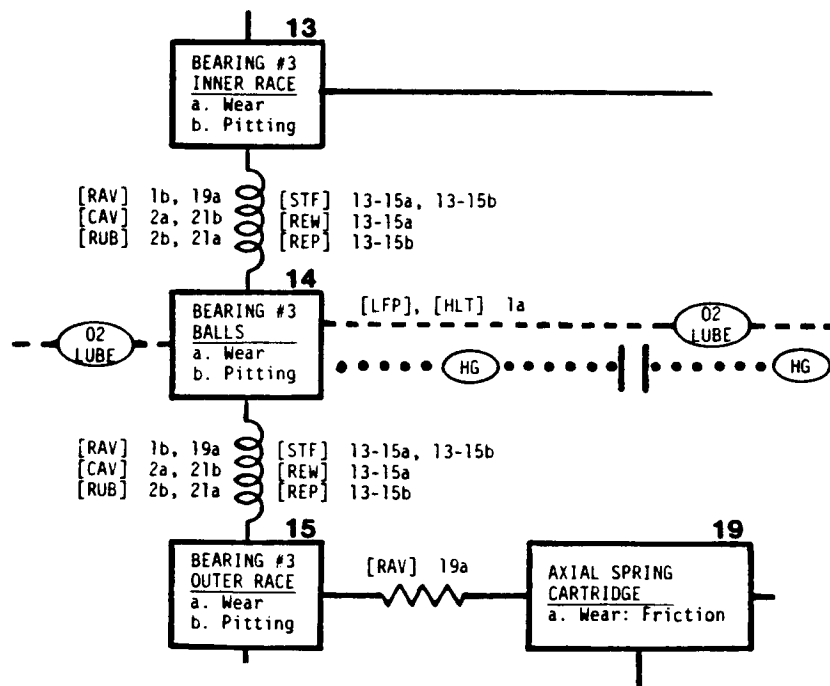 13
BEARING #3
INNER RACE
a. Wear
b. Pitting
[RAV] 1b, 19a
[CAV] 2a, 21b
[RUB] 2b, 21a
[STF] 13-15a, 13-15b
[REW] 13-15a
[REP] 13-15b
14
BEARING #3
BALLS
a. Wear
b. Pitting
O2
LUBE
[LFP], [HLT] 1a
O2
LUBE
HG
HG
[RAV] 1b, 19a
[CAV] 2a, 21b
[RUB] 2b, 21a
[STF] 13-15a, 13-15b
[REW] 13-15a
[REP] 13-15b
15
BEARING #3
OUTER RACE
a. Wear
b. Pitting
[RAV] 19a
19
AXIAL SPRING
CARTRIDGE
a. Wear: Friction